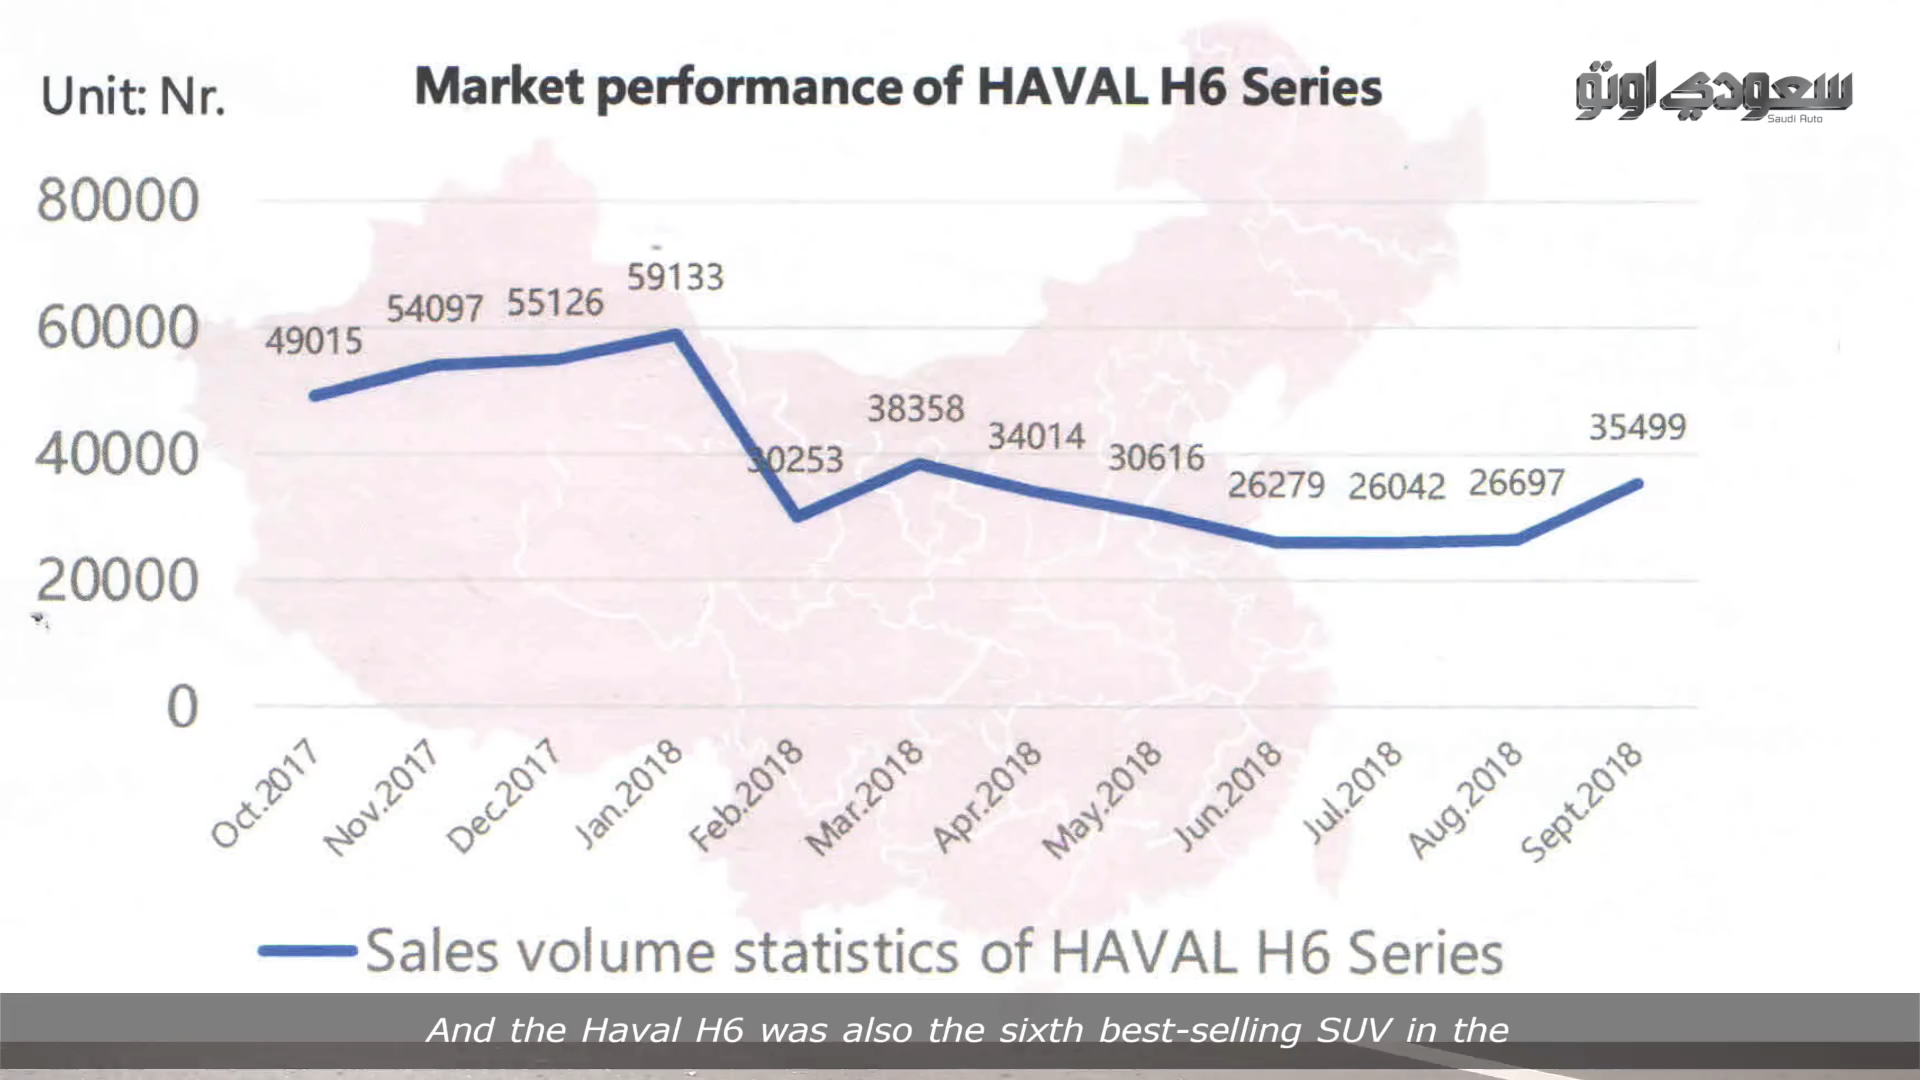 Unit: Nr.
Market performance of HAVAL H6 Series
سعودي اوتو
Saudi Auto
80000
60000
40000
20000
0
49015
54097
55126
59133
30253
38358
34014
30616
26279
26042
26697
35499
Oct.2017
Nov.2017
Dec.2017
Jan.2018
Feb.2018
Mar.2018
Apr.2018
May.2018
Jun.2018
Jul.2018
Aug.2018
Sept.2018
Sales volume statistics of HAVAL H6 Series
And the Haval H6 was also the sixth best-selling SUV in the